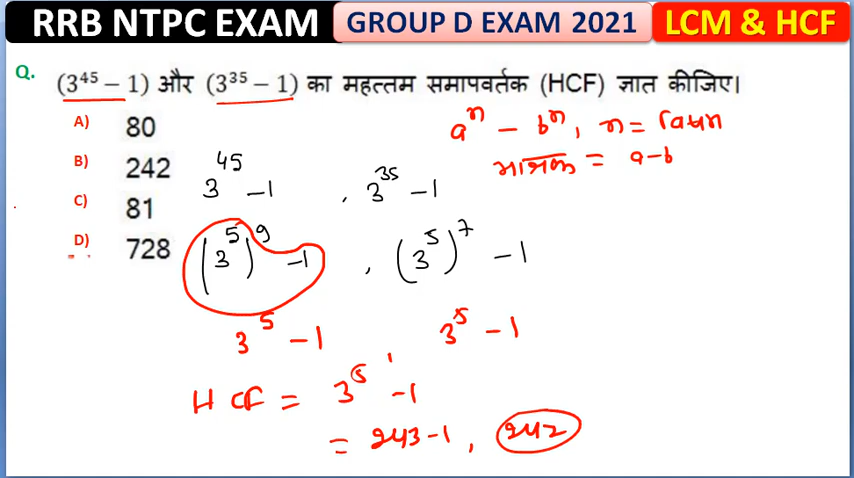 RRB NTPC EXAM GROUP D EXAM 2021 LCM & HCF
Q. (3⁴⁵ – 1) और (3³⁵ – 1) का महत्तम समापवर्तक (HCF) ज्ञात कीजिए।
A) 80
B) 242
C) 81
D) 728
aⁿ - bⁿ, n = विषम
भाजक = a-b
3⁴⁵ -1 , 3³⁵ -1
(3⁵)⁹ -1 , (3⁵)⁷ -1
3⁵ -1 3⁵ -1
HCF = 3⁵ -1
= 243-1, 242